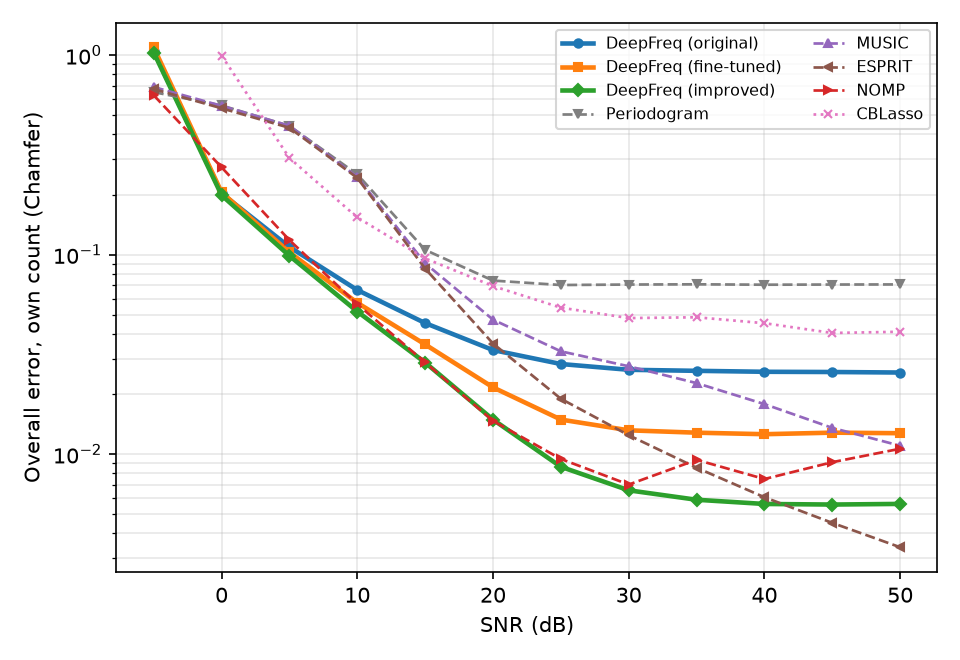 Overall error, own count (Chamfer)
10⁰
10⁻¹
10⁻²
DeepFreq (original)
DeepFreq (fine-tuned)
DeepFreq (improved)
Periodogram
MUSIC
ESPRIT
NOMP
CBLasso
0 10 20 30 40 50
SNR (dB)